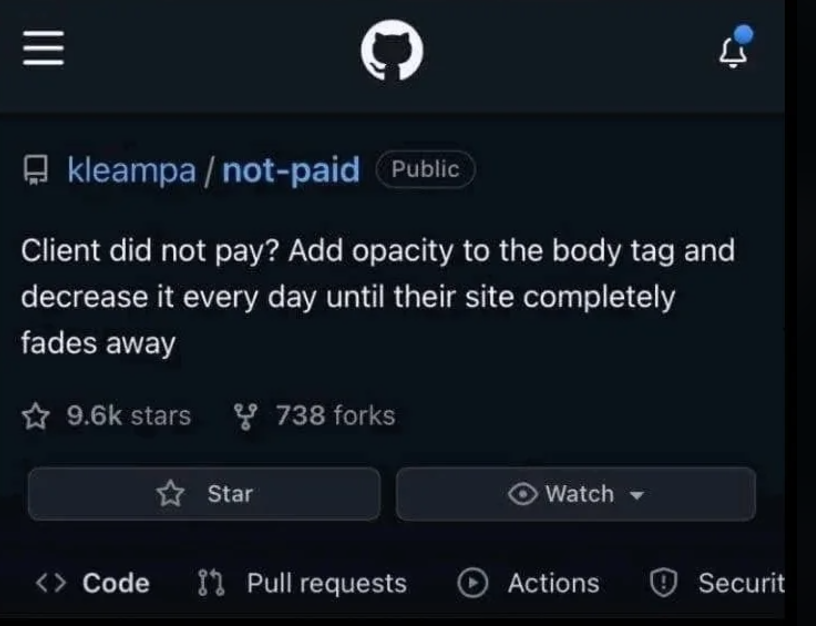 kleampa / not-paid Public
Client did not pay? Add opacity to the body tag and
decrease it every day until their site completely
fades away
9.6k stars 738 forks
Star Watch
Code Pull requests Actions Securit